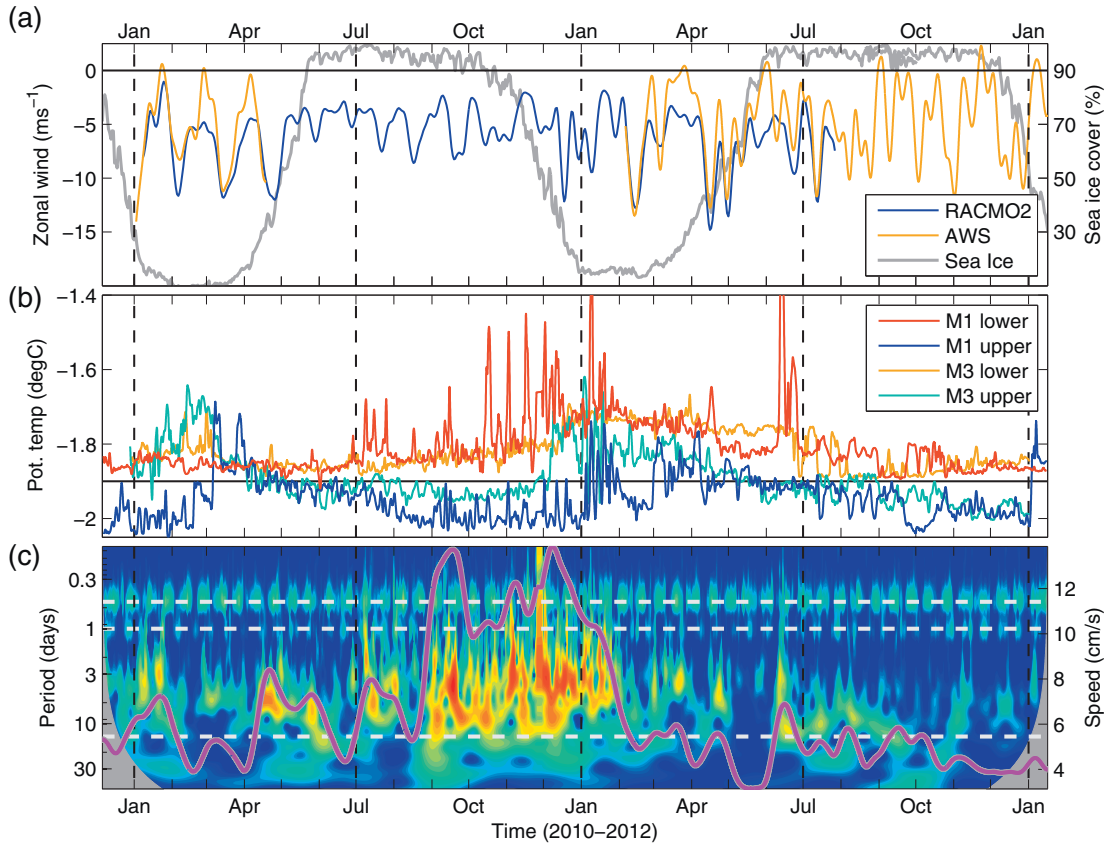 (a)
Jan Apr Jul Oct Jan Apr Jul Oct Jan
Zonal wind (ms⁻¹)
0
−5
−10
−15
90
70
50
30
Sea ice cover (%)
RACMO2
AWS
Sea Ice
(b)
Pot. temp (degC)
−1.4
−1.6
−1.8
−2
M1 lower
M1 upper
M3 lower
M3 upper
(c)
Period (days)
0.3
1
3
10
30
12
10
8
6
4
Speed (cm/s)
Jan Apr Jul Oct Jan Apr Jul Oct Jan
Time (2010−2012)